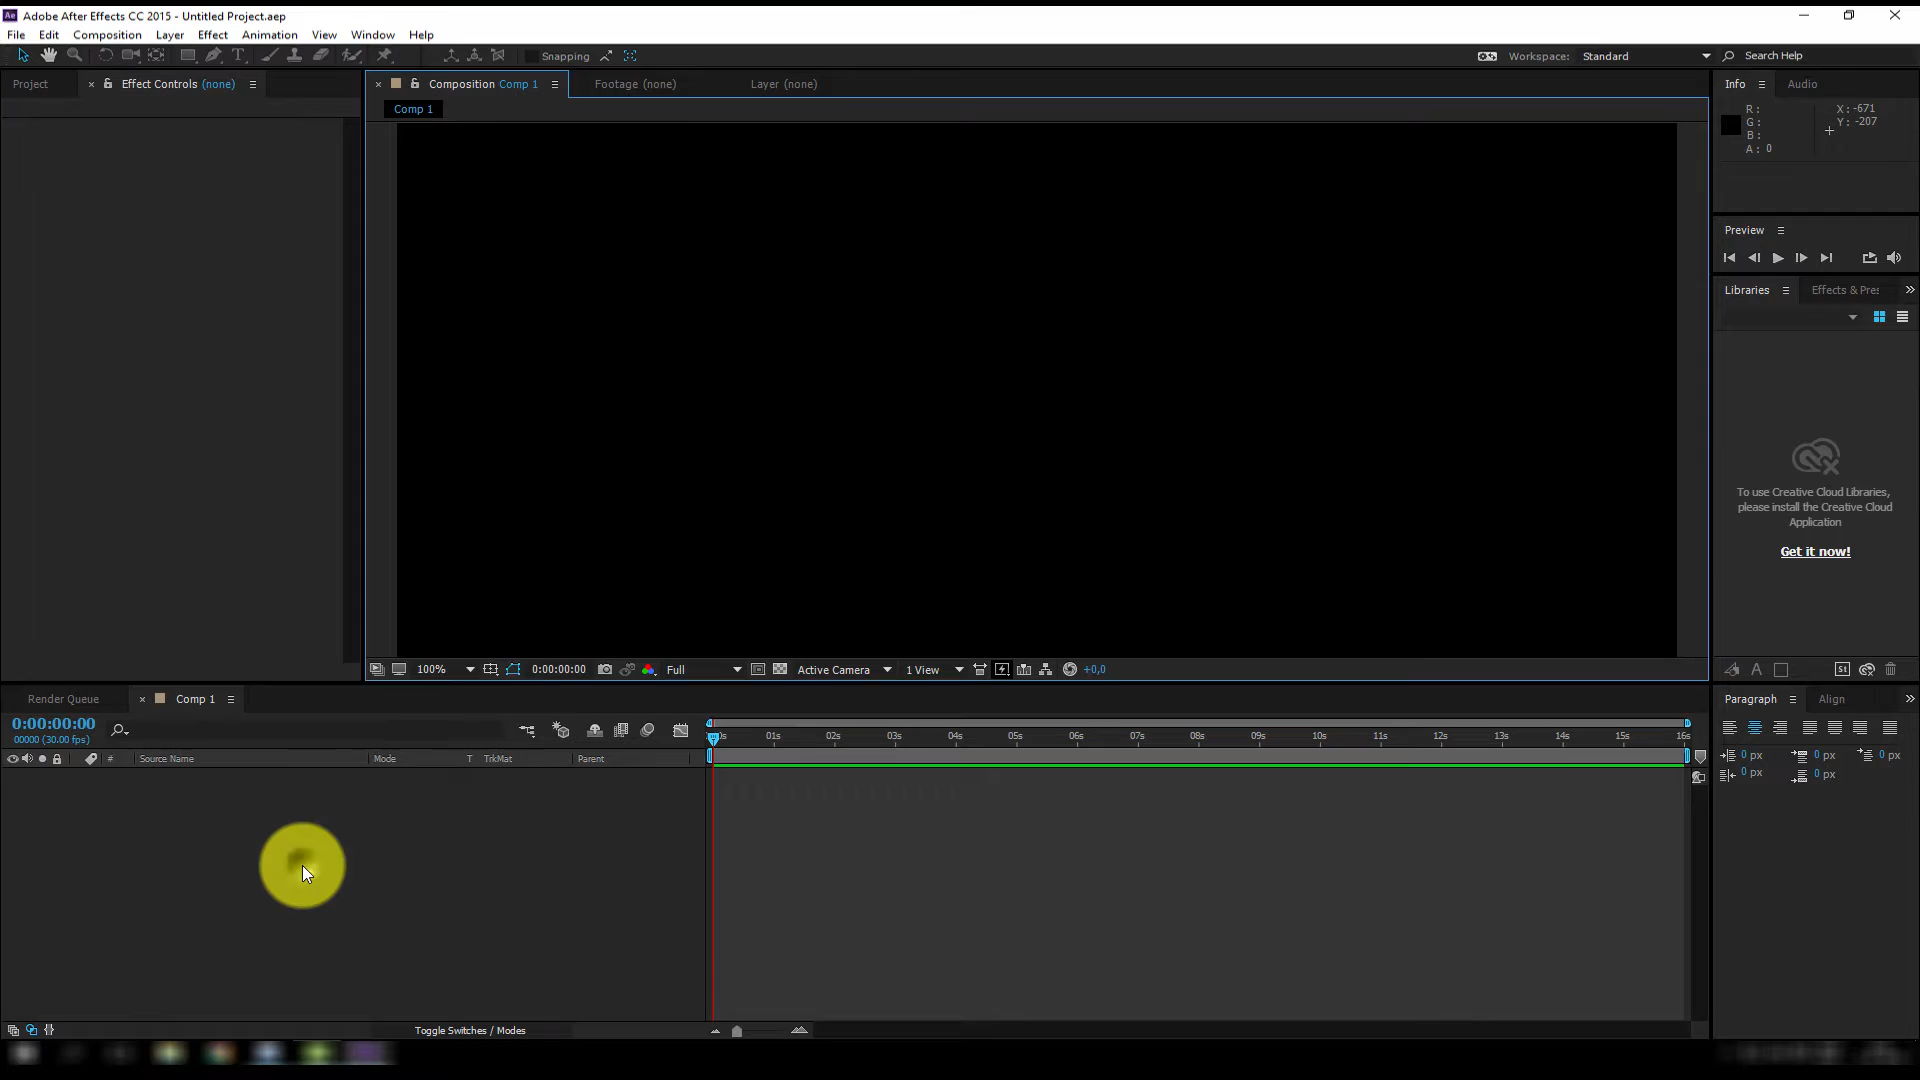 Adobe After Effects CC 2015 - Untitled Project.aep
File Edit Composition Layer Effect Animation View Window Help
Snapping
Workspace: Standard
Search Help
Project
Effect Controls (none)
Composition Comp 1
Footage (none)
Layer (none)
Comp 1
Info
Audio
R:
G:
B:
A: 0
X: -671
Y: -207
Preview
Libraries
Effects & Pre
To use Creative Cloud Libraries,
please install the Creative Cloud
Application
Get it now!
100%
0:00:00:00
Full
Active Camera
1 View
+0,0
St
Render Queue
Comp 1
Paragraph
Align
0:00:00:00
00000 (30.00 fps)
01s 02s 03s 04s 05s 06s 07s 08s 09s 10s 11s 12s 13s 14s 15s 16s
# Source Name Mode T TrkMat Parent
0 px 0 px 0 px
0 px 0 px
Toggle Switches / Modes